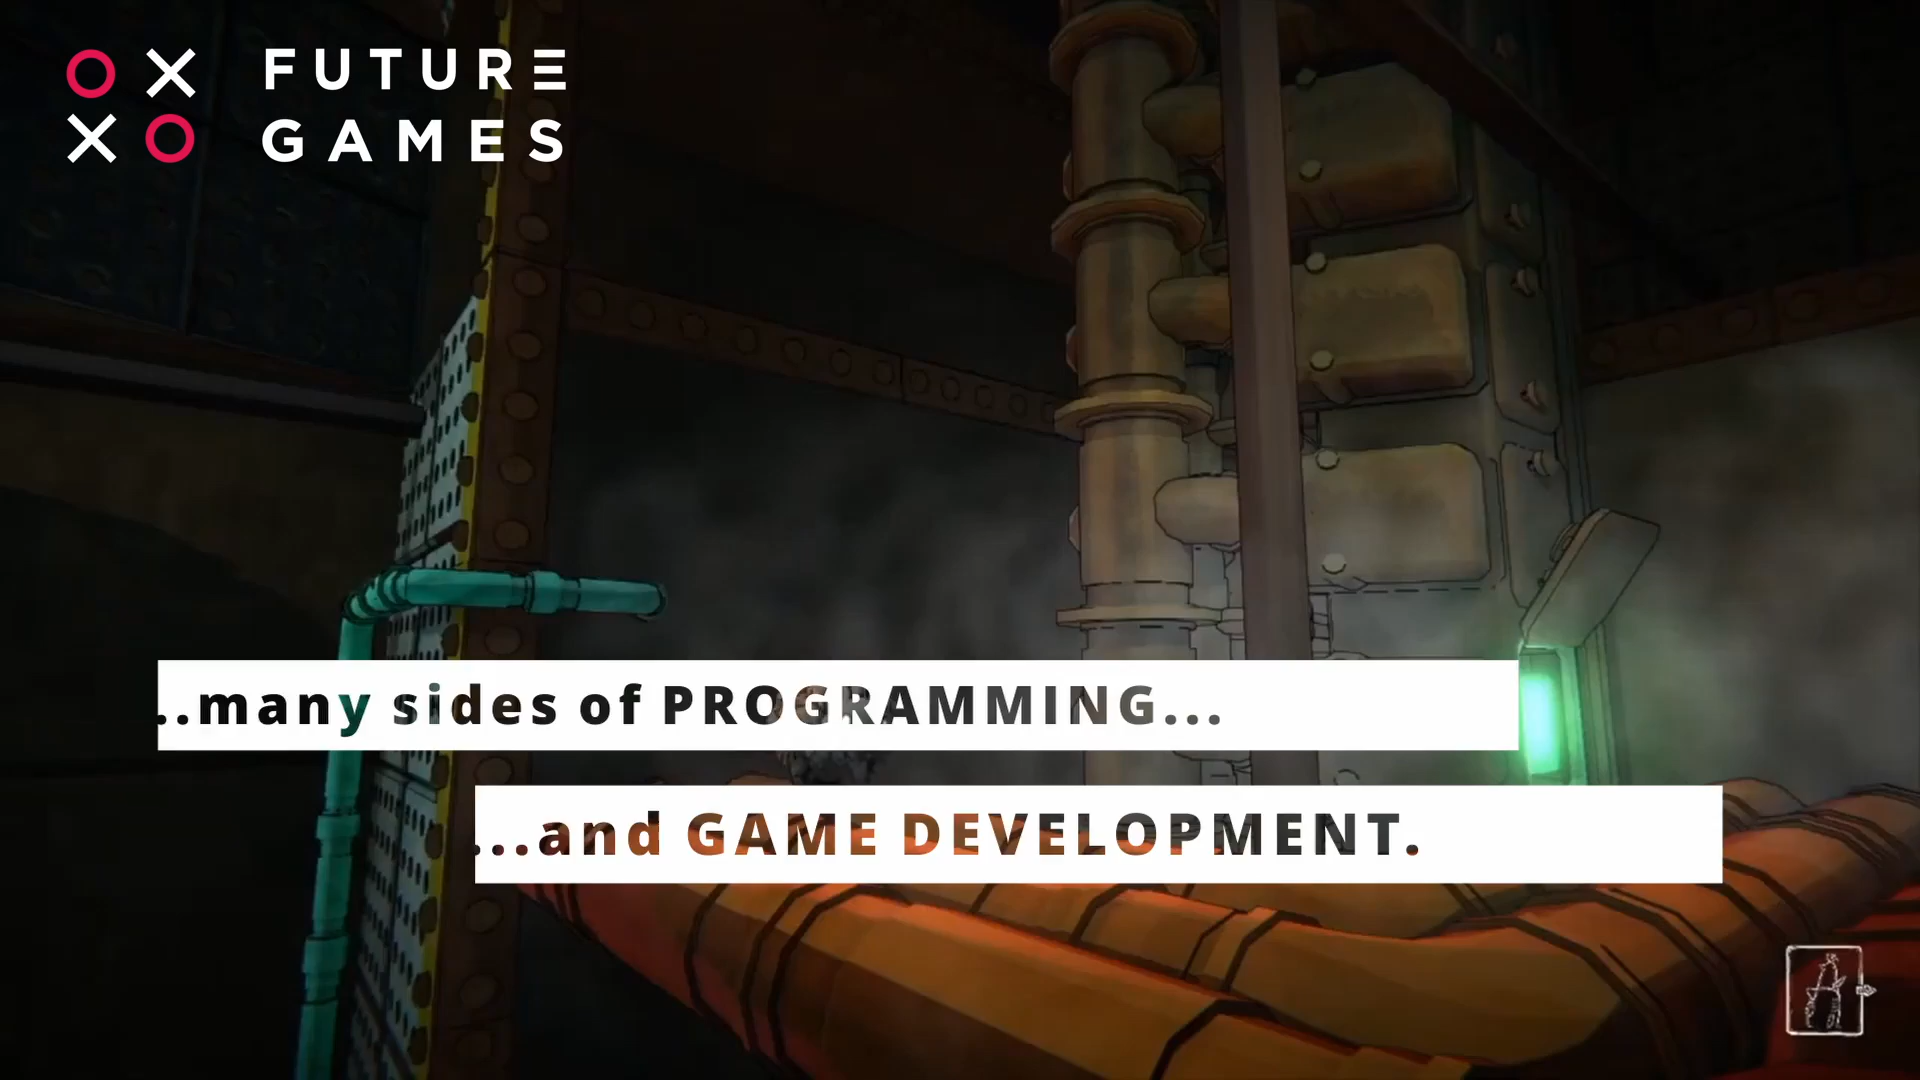 FUTURE
GAMES
..many sides of PROGRAMMING...
...and GAME DEVELOPMENT.